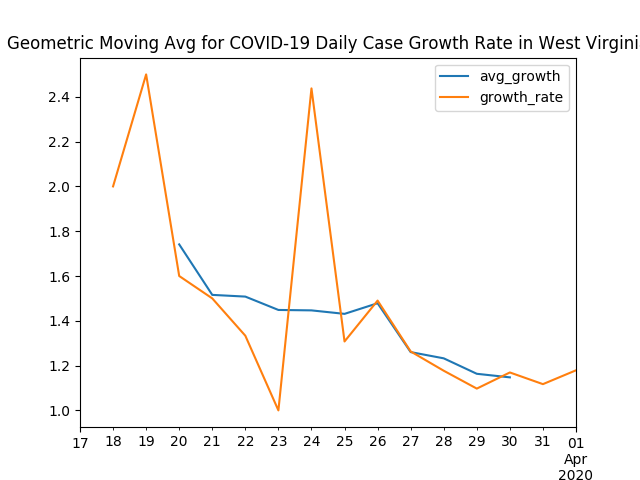 Geometric Moving Avg for COVID-19 Daily Case Growth Rate in West Virgini
avg_growth
growth_rate
2.4
2.2
2.0
1.8
1.6
1.4
1.2
1.0
17 18 19 20 21 22 23 24 25 26 27 28 29 30 31 01
Apr
2020